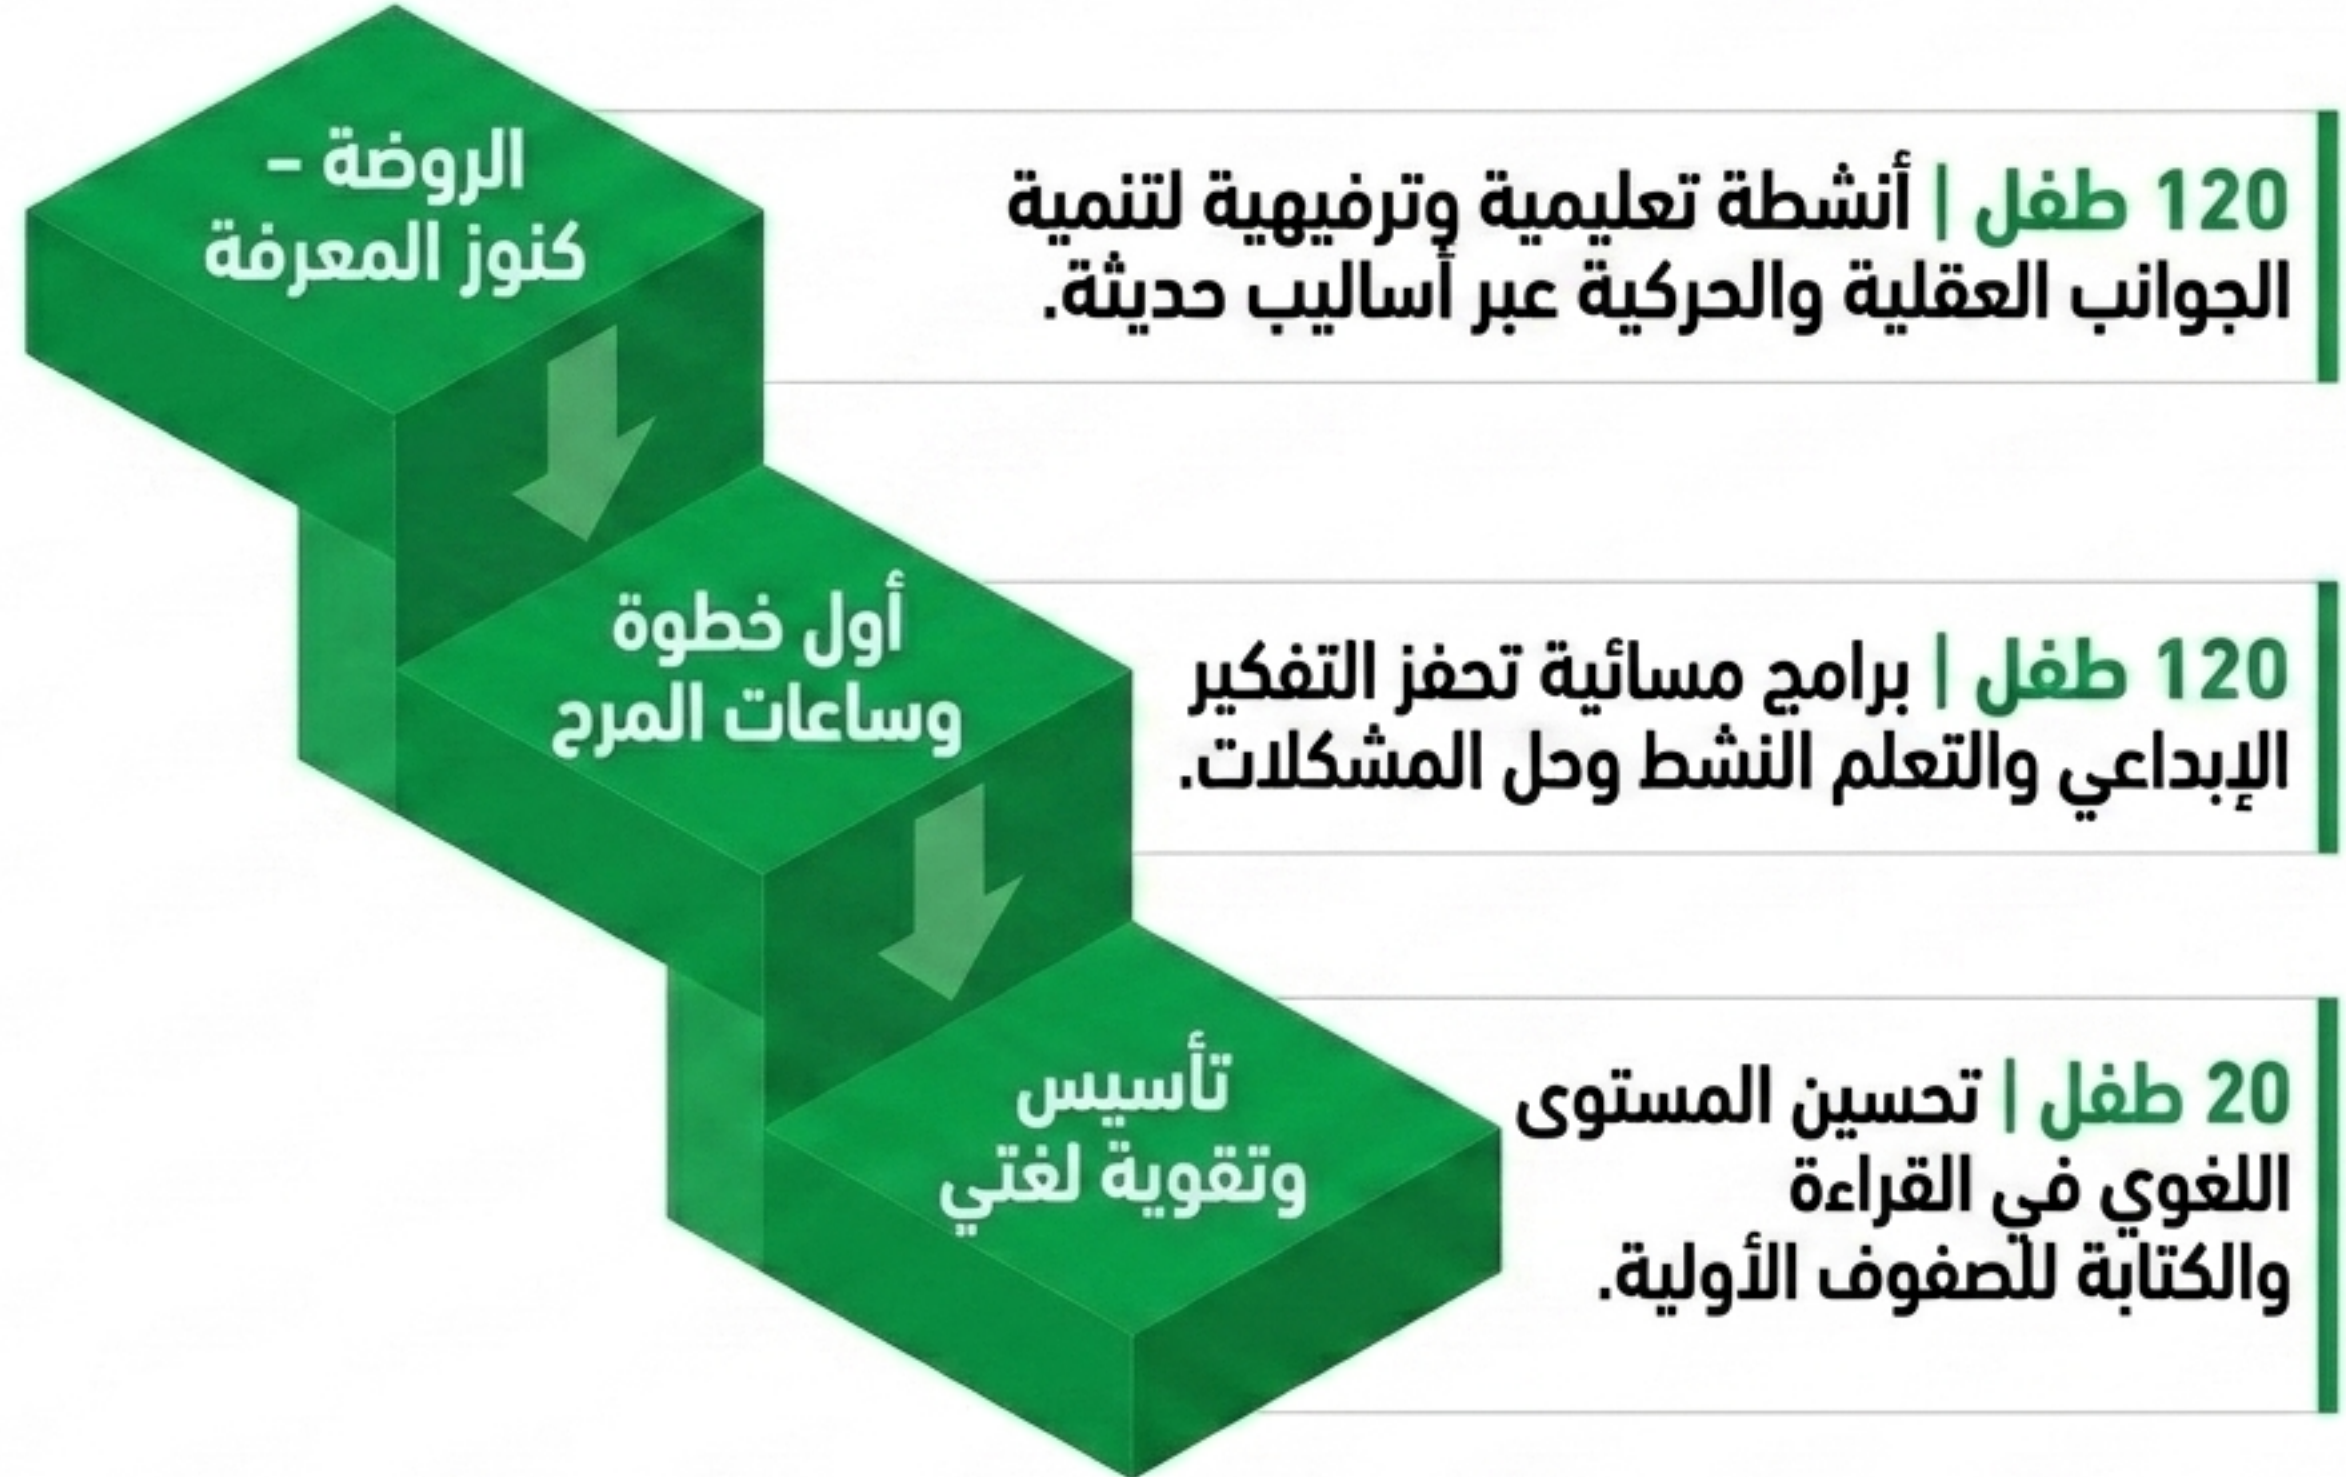 الروضة –
كنوز المعرفة
120 طفل | أنشطة تعليمية وترفيهية لتنمية
الجوانب العقلية والحركية عبر أساليب حديثة.
أول خطوة
وساعات المرح
120 طفل | برامج مسائية تحفز التفكير
الإبداعي والتعلم النشط وحل المشكلات.
تأسيس
وتقوية لغتي
20 طفل | تحسين المستوى
اللغوي في القراءة
والكتابة للصفوف الأولية.